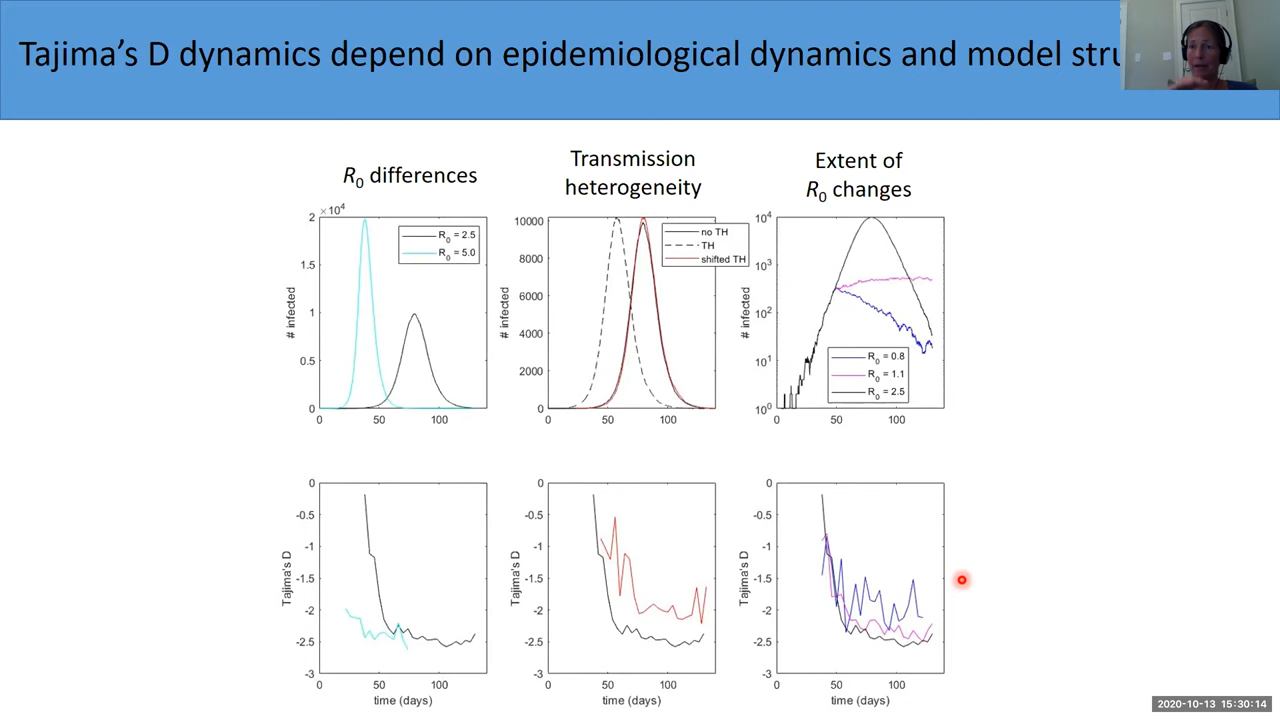 Tajima's D dynamics depend on epidemiological dynamics and model stru
R0 differences
Transmission
heterogeneity
Extent of
R0 changes
×10^4
2
1.5
1
0.5
0
# infected
R0 = 2.5
R0 = 5.0
0 50 100
10000
8000
6000
4000
2000
0
# infected
no TH
TH
shifted TH
0 50 100
10^4
10^3
10^2
10^1
10^0
# infected
R0 = 0.8
R0 = 1.1
R0 = 2.5
0 50 100
0
-0.5
-1
-1.5
-2
-2.5
-3
Tajima's D
0 50 100
time (days)
0
-0.5
-1
-1.5
-2
-2.5
-3
Tajima's D
0 50 100
time (days)
0
-0.5
-1
-1.5
-2
-2.5
-3
Tajima's D
0 50 100
time (days)
2020-10-13 15:30:14